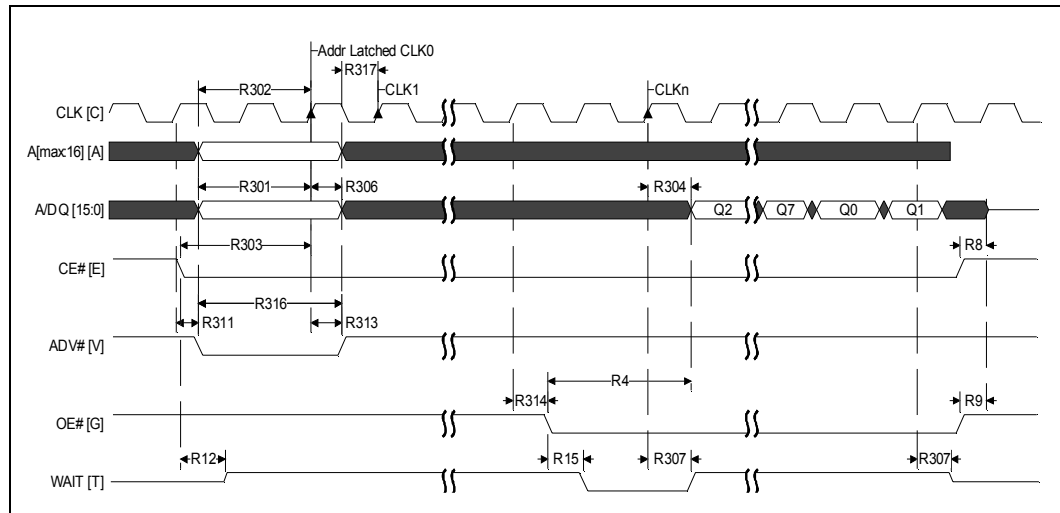 Addr Latched CLK0
R317
R302
CLK1
CLKn
CLK [C]
A[max:16] [A]
R301
R306
R304
A/DQ [15:0]
Q2
Q7
Q0
Q1
R303
R8
CE# [E]
R316
R311
R313
ADV# [V]
R4
R314
R9
OE# [G]
R12
R15
R307
R307
WAIT [T]